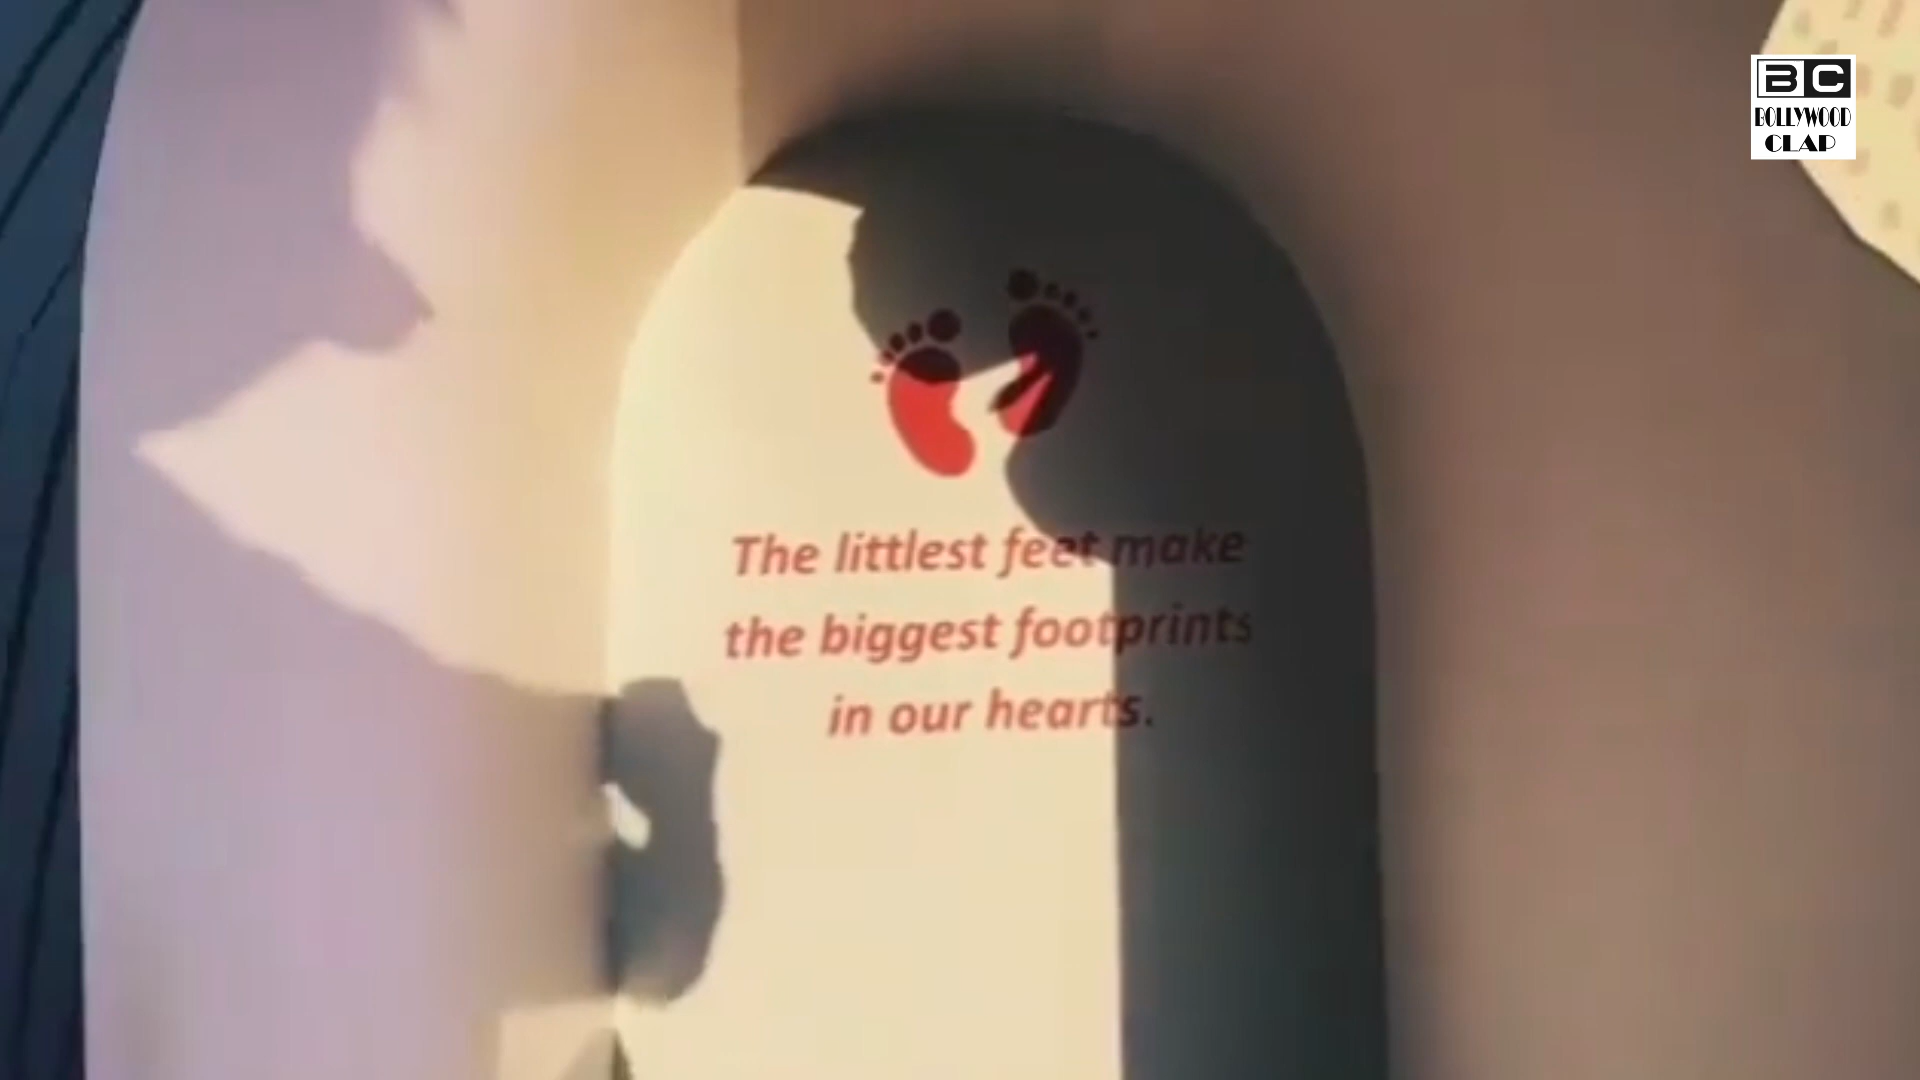 BC
BOLLYWOOD
CLAP
The littlest feet make
the biggest footprints
in our hearts.